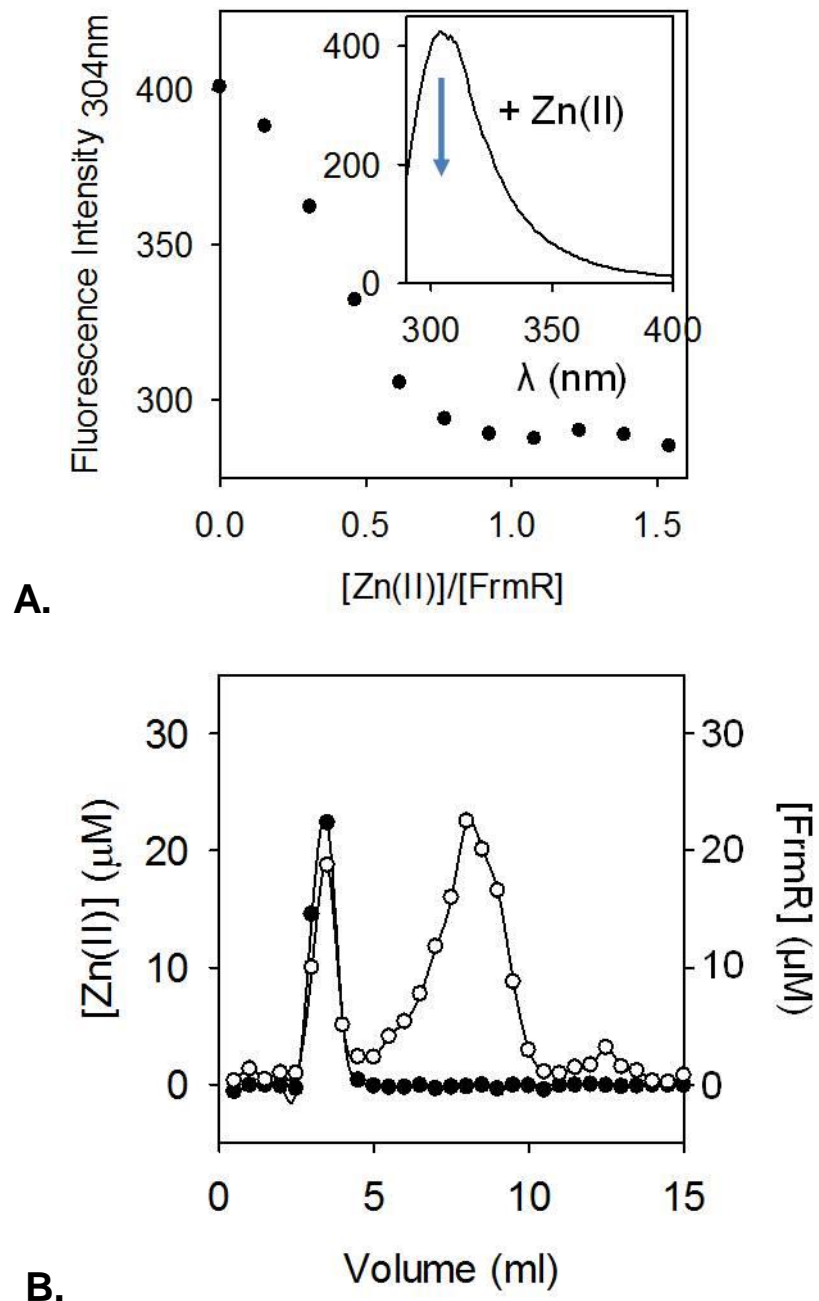 Fluorescence Intensity 304nm
400
350
300
400
200
0
+ Zn(II)
300 350 400
λ (nm)
0.0 0.5 1.0 1.5
[Zn(II)]/[FrmR]
A.
[Zn(II)] (µM)
30
20
10
0
30
20
10
0
[FrmR] (µM)
0 5 10 15
Volume (ml)
B.